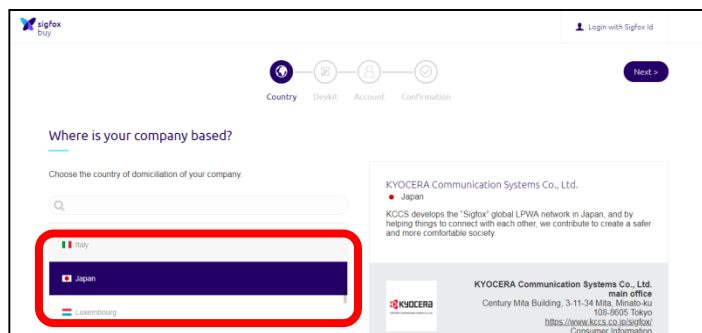 sigfox
buy
Login with Sigfox Id
Next >
Country Devkit Account Confirmation
Where is your company based?
Choose the country of domiciliation of your company.
Italy
Japan
Luxembourg
KYOCERA Communication Systems Co., Ltd.
Japan
KCCS develops the "Sigfox" global LPWA network in Japan, and by
helping things to connect with each other, we contribute to create a safer
and more comfortable society.
KYOCERA
KYOCERA Communication Systems Co., Ltd.
main office
Century Mita Building, 3-11-34 Mita, Minato-ku
108-8605 Tokyo
https://www.kccs.co.jp/sigfox/
Consumer Information